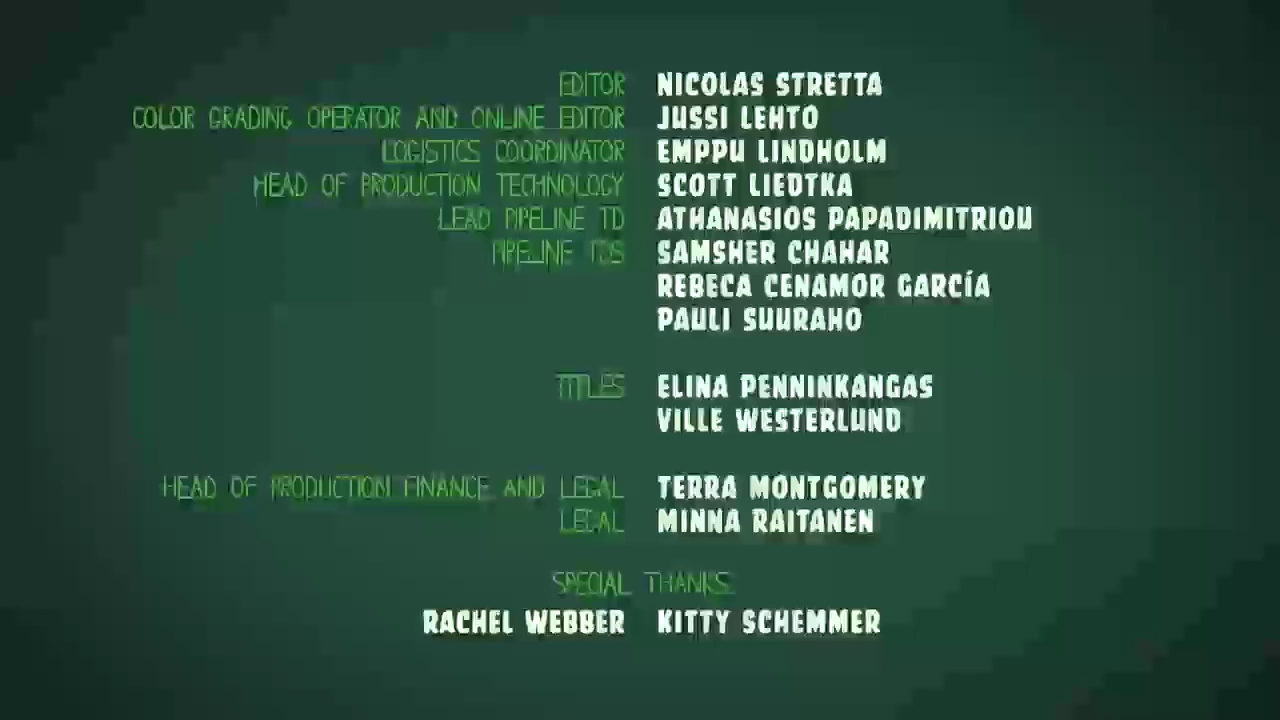 EDITOR NICOLAS STRETTA
COLOR GRADING OPERATOR AND ONLINE EDITOR JUSSI LEHTO
LOGISTICS COORDINATOR EMPPU LINDHOLM
HEAD OF PRODUCTION TECHNOLOGY SCOTT LIEDTKA
LEAD PIPELINE TD ATHANASIOS PAPADIMITRIOU
PIPELINE TDS SAMSHER CHAHAR
REBECA CENAMOR GARCÍA
PAULI SUURAHO
TITLES ELINA PENNINKANGAS
VILLE WESTERLUND
HEAD OF PRODUCTION FINANCE AND LEGAL TERRA MONTGOMERY
LEGAL MINNA RAITANEN
SPECIAL THANKS
RACHEL WEBBER KITTY SCHEMMER